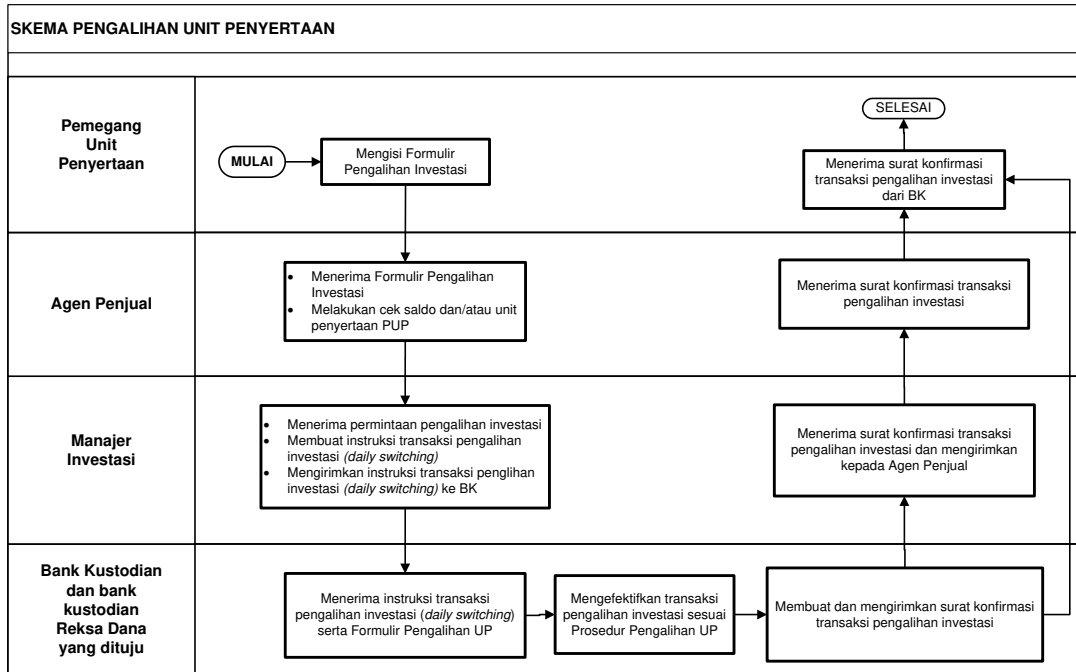 SKEMA PENGALIHAN UNIT PENYERTAAN
Pemegang
Unit
Penyertaan
MULAI
Mengisi Formulir
Pengalihan Investasi
SELESAI
Menerima surat konfirmasi
transaksi pengalihan investasi
dari BK
Agen Penjual
• Menerima Formulir Pengalihan
Investasi
• Melakukan cek saldo dan/atau unit
penyertaan PUP
Menerima surat konfirmasi transaksi
pengalihan investasi
Manajer
Investasi
• Menerima permintaan pengalihan investasi
• Membuat instruksi transaksi pengalihan
investasi (daily switching)
• Mengirimkan instruksi transaksi penglihan
investasi (daily switching) ke BK
Menerima surat konfirmasi transaksi
pengalihan investasi dan mengirimkan
kepada Agen Penjual
Bank Kustodian
dan bank
kustodian
Reksa Dana
yang dituju
Menerima instruksi transaksi
pengalihan investasi (daily switching)
serta Formulir Pengalihan UP
Mengefektifkan transaksi
pengalihan investasi sesuai
Prosedur Pengalihan UP
Membuat dan mengirimkan surat konfirmasi
transaksi pengalihan investasi